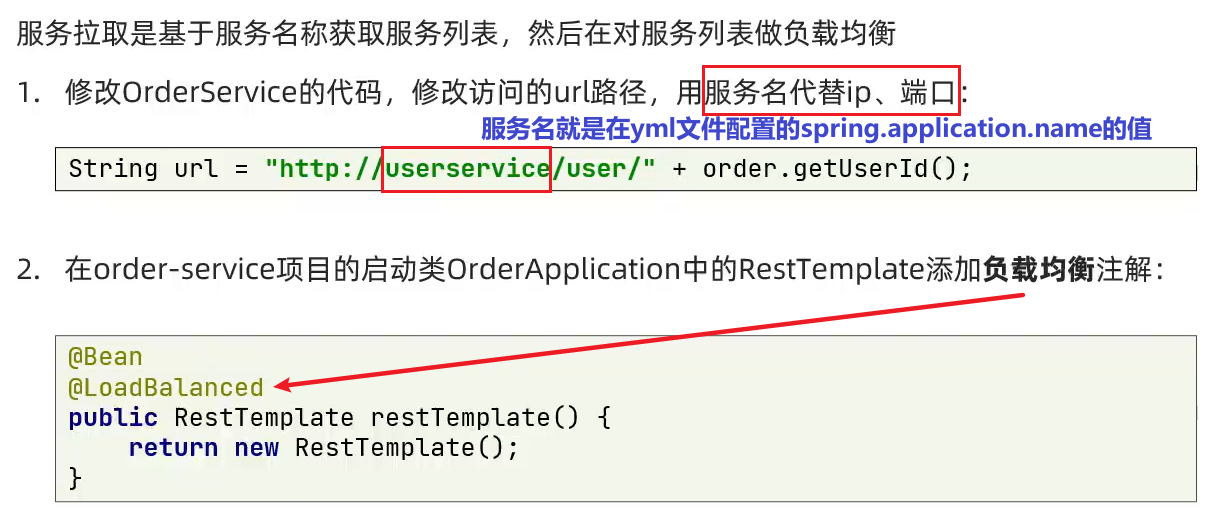 服务拉取是基于服务名称获取服务列表，然后在对服务列表做负载均衡
1. 修改OrderService的代码，修改访问的url路径，用服务名代替ip、端口：
服务名就是在yml文件配置的spring.application.name的值
String url = "http://userservice/user/" + order.getUserId();
2. 在order-service项目的启动类OrderApplication中的RestTemplate添加负载均衡注解：
@Bean
@LoadBalanced
public RestTemplate restTemplate() {
    return new RestTemplate();
}